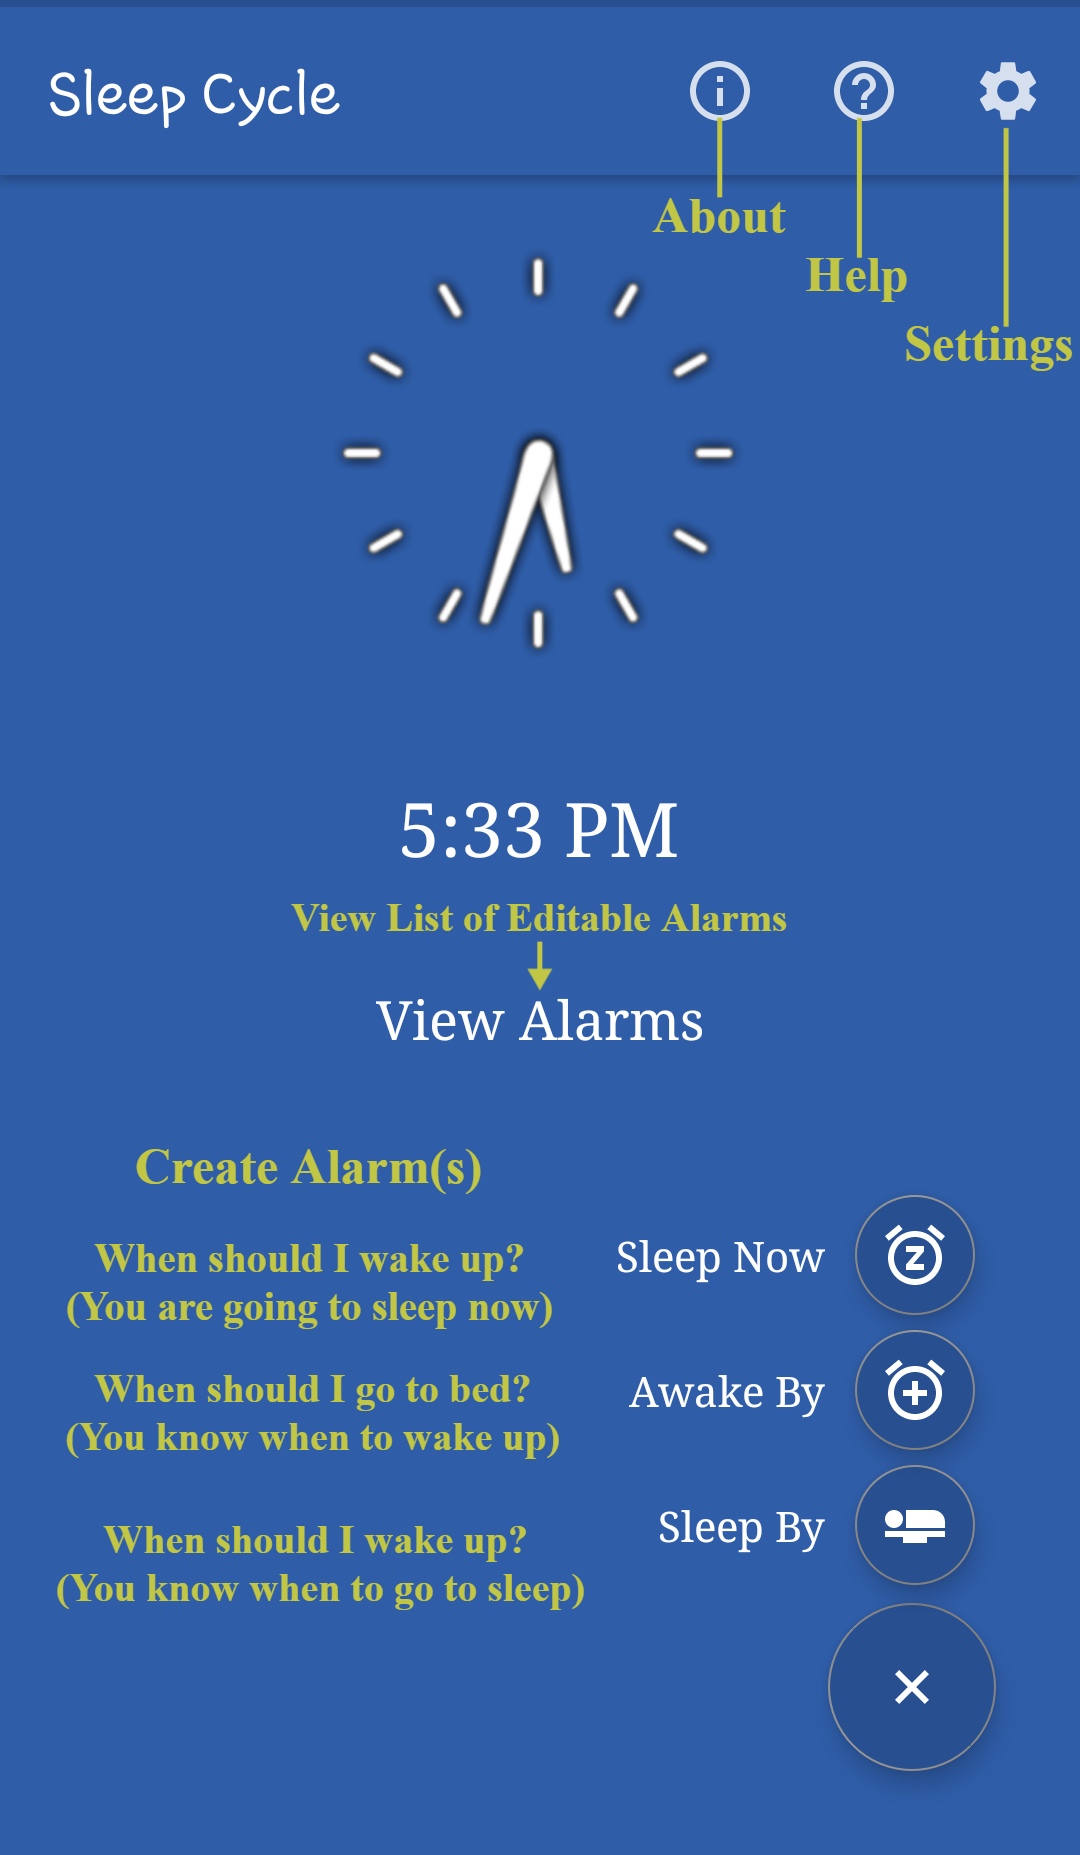 Sleep Cycle
About
Help
Settings
5:33 PM
View List of Editable Alarms
View Alarms
Create Alarm(s)
When should I wake up?
(You are going to sleep now)
Sleep Now
When should I go to bed?
(You know when to wake up)
Awake By
When should I wake up?
(You know when to go to sleep)
Sleep By